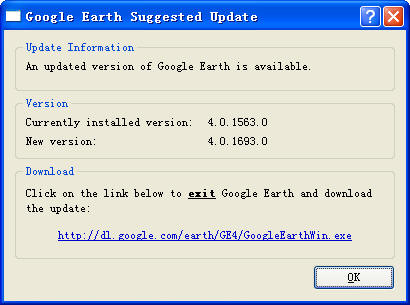 Google Earth Suggested Update
Update Information
An updated version of Google Earth is available.
Version
Currently installed version: 4.0.1563.0
New version: 4.0.1693.0
Download
Click on the link below to exit Google Earth and download
the update:
http://dl.google.com/earth/GE4/GoogleEarthWin.exe
OK